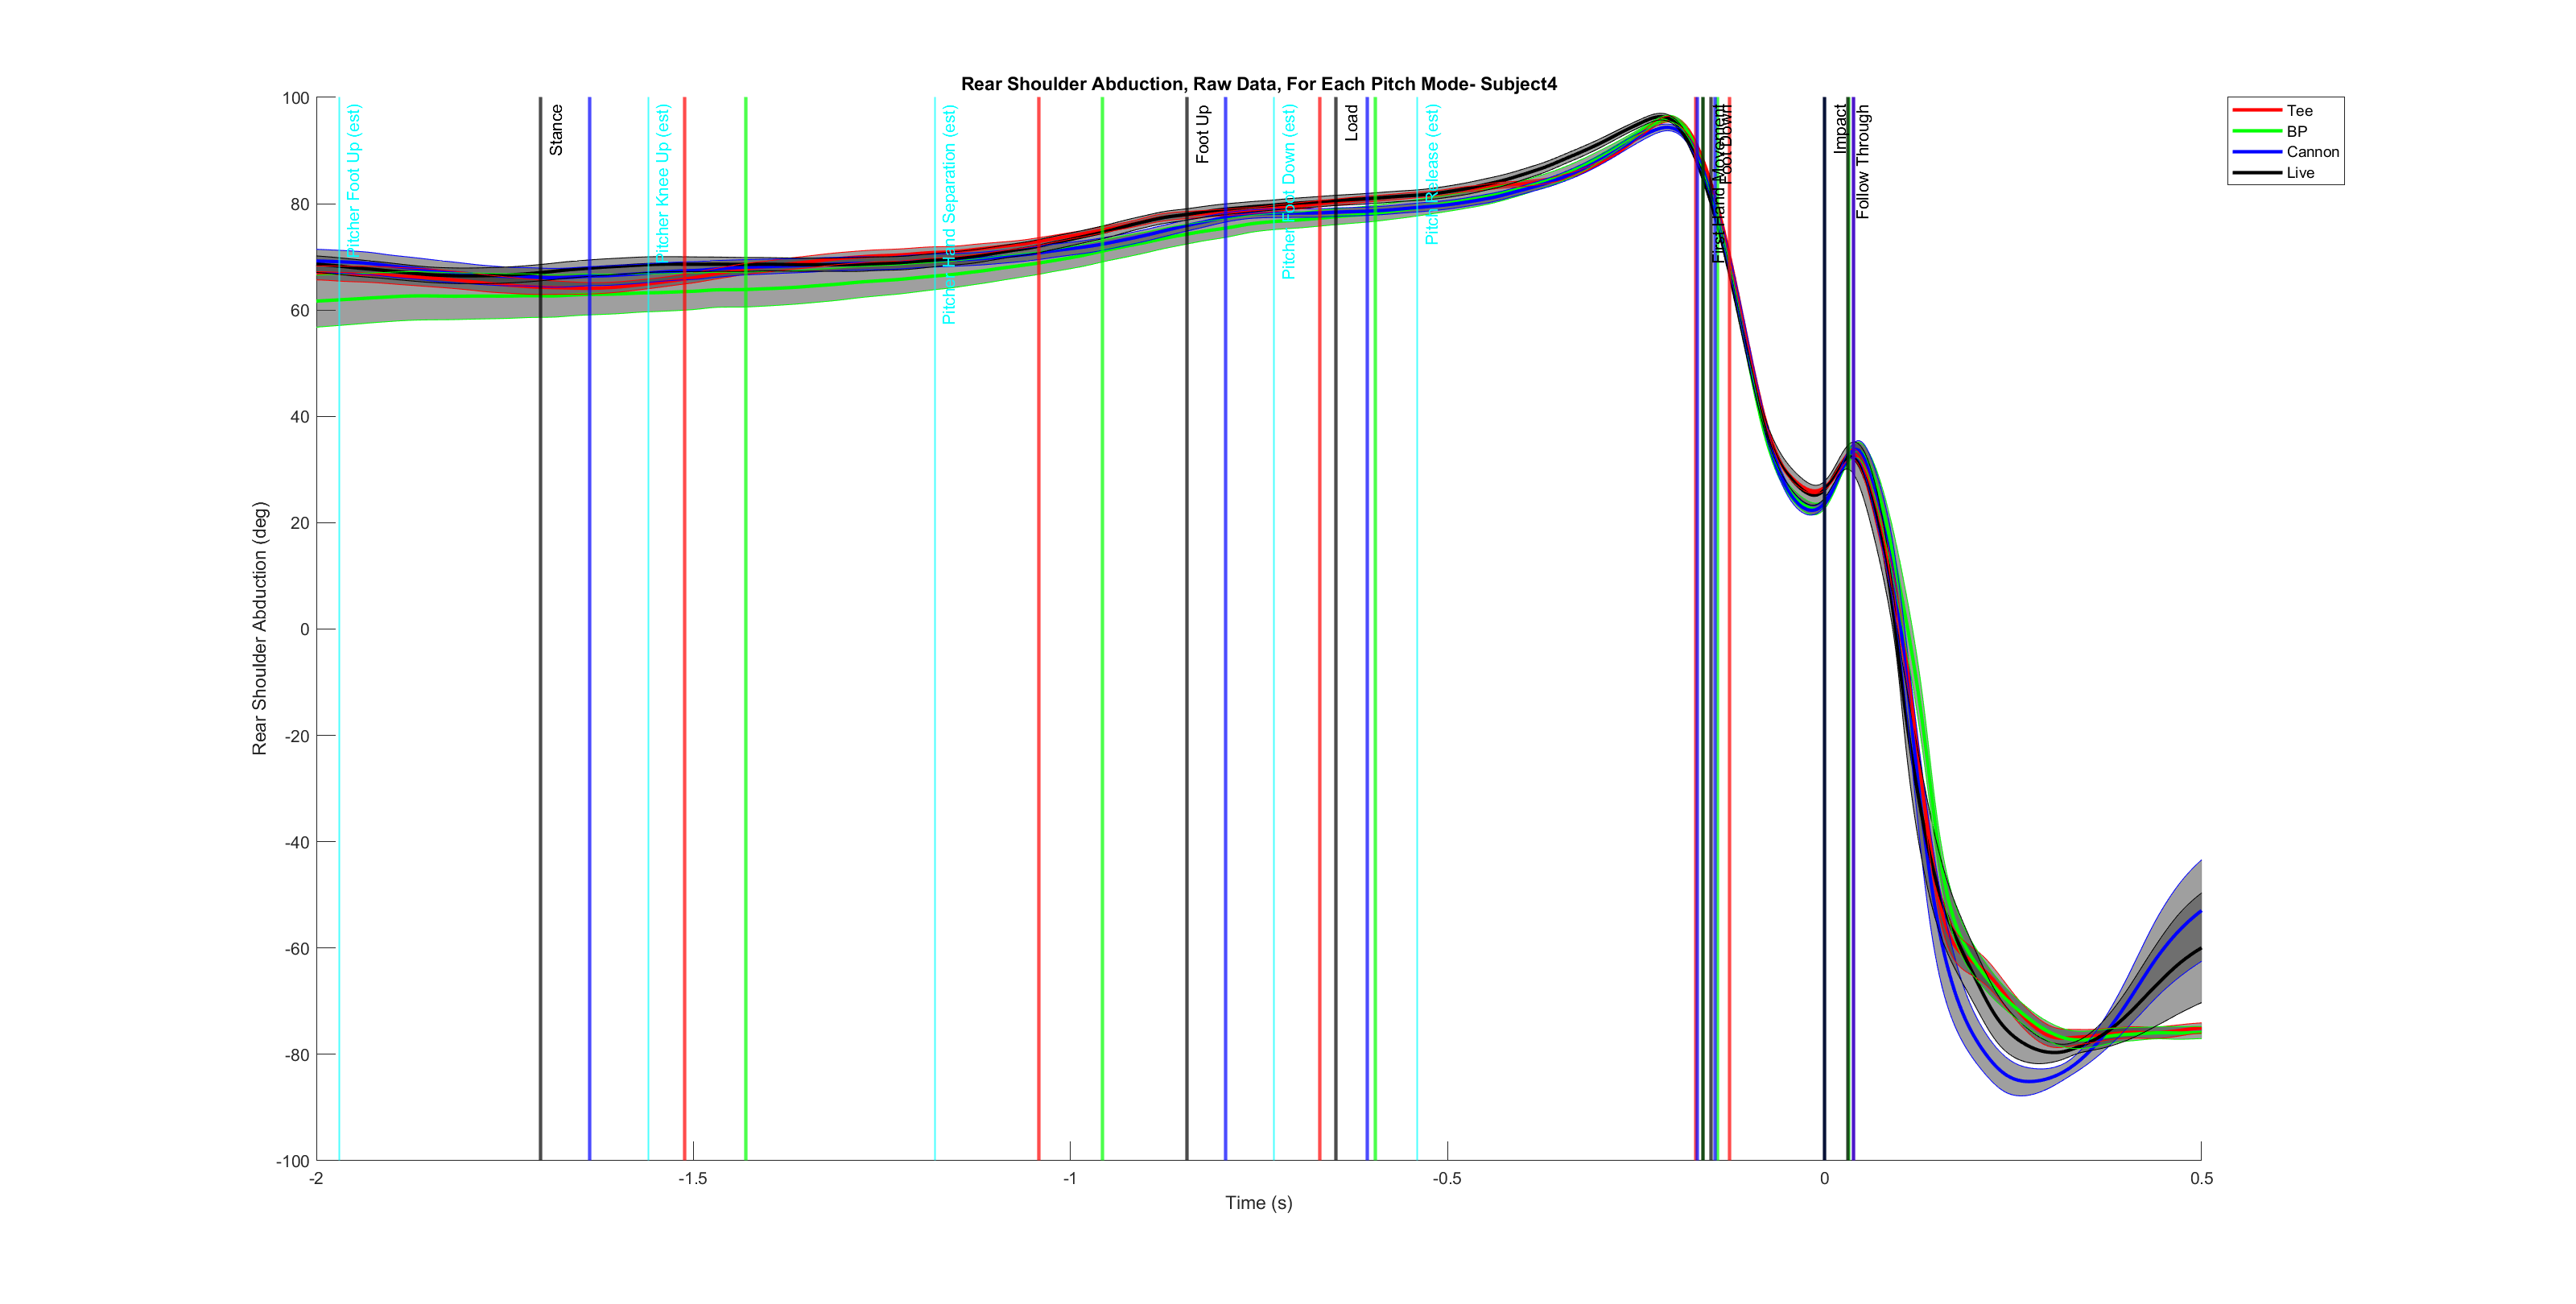 Rear Shoulder Abduction, Raw Data, For Each Pitch Mode- Subject4
100
80
60
40
20
0
-20
-40
-60
-80
-100
Rear Shoulder Abduction (deg)
Pitcher Foot Up (est)
Stance
Pitcher Knee Up (est)
Pitcher Hand Separation (est)
Foot Up
Pitcher Foot Down (est)
Load
Pitch Release (est)
First Hand Movement
Foot Down
Impact
Follow Through
Tee
BP
Cannon
Live
-2
-1.5
-1
-0.5
0
0.5
Time (s)